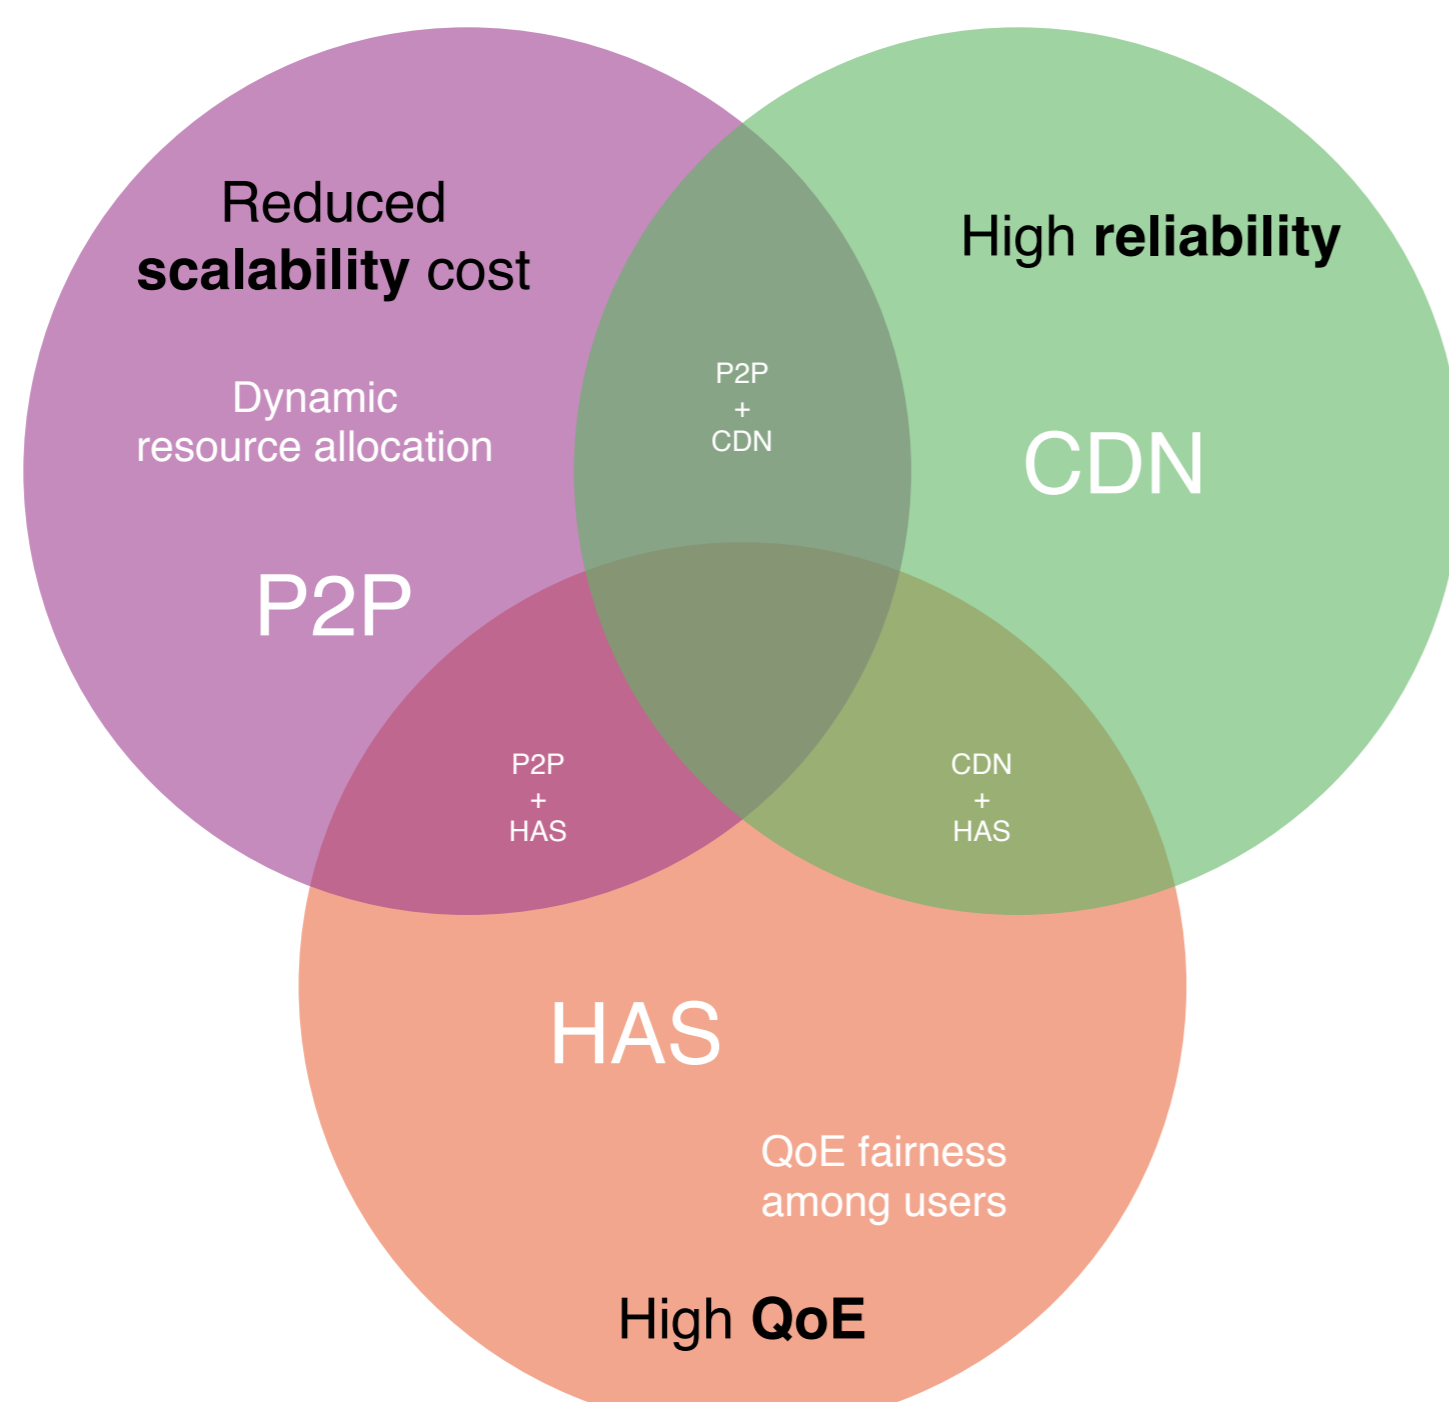 Reduced
scalability cost
Dynamic
resource allocation
P2P
High reliability
CDN
P2P
+
CDN
P2P
+
HAS
CDN
+
HAS
HAS
QoE fairness
among users
High QoE